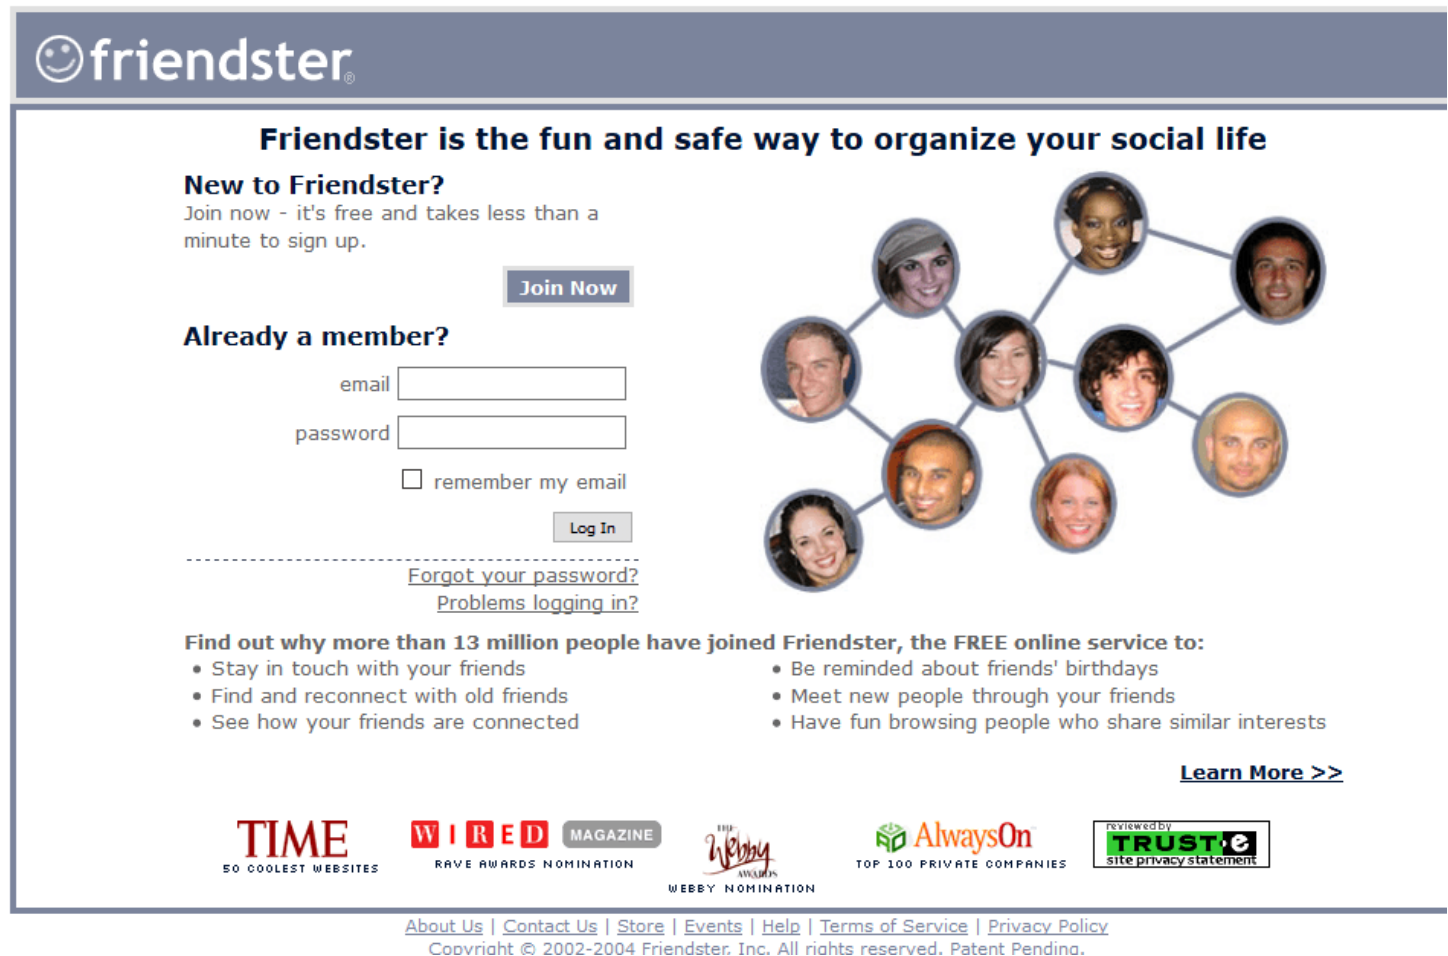 friendster®
Friendster is the fun and safe way to organize your social life
New to Friendster?
Join now - it's free and takes less than a
minute to sign up.
Join Now
Already a member?
email
password
remember my email
Log In
Forgot your password?
Problems logging in?
Find out why more than 13 million people have joined Friendster, the FREE online service to:
• Stay in touch with your friends
• Find and reconnect with old friends
• See how your friends are connected
• Be reminded about friends' birthdays
• Meet new people through your friends
• Have fun browsing people who share similar interests
Learn More >>
TIME
50 COOLEST WEBSITES
WIRED MAGAZINE
RAVE AWARDS NOMINATION
THE
Webby
AWARDS
WEBBY NOMINATION
AlwaysOn
TOP 100 PRIVATE COMPANIES
reviewed by
TRUST·e
site privacy statement
About Us | Contact Us | Store | Events | Help | Terms of Service | Privacy Policy
Copyright © 2002-2004 Friendster, Inc. All rights reserved. Patent Pending.